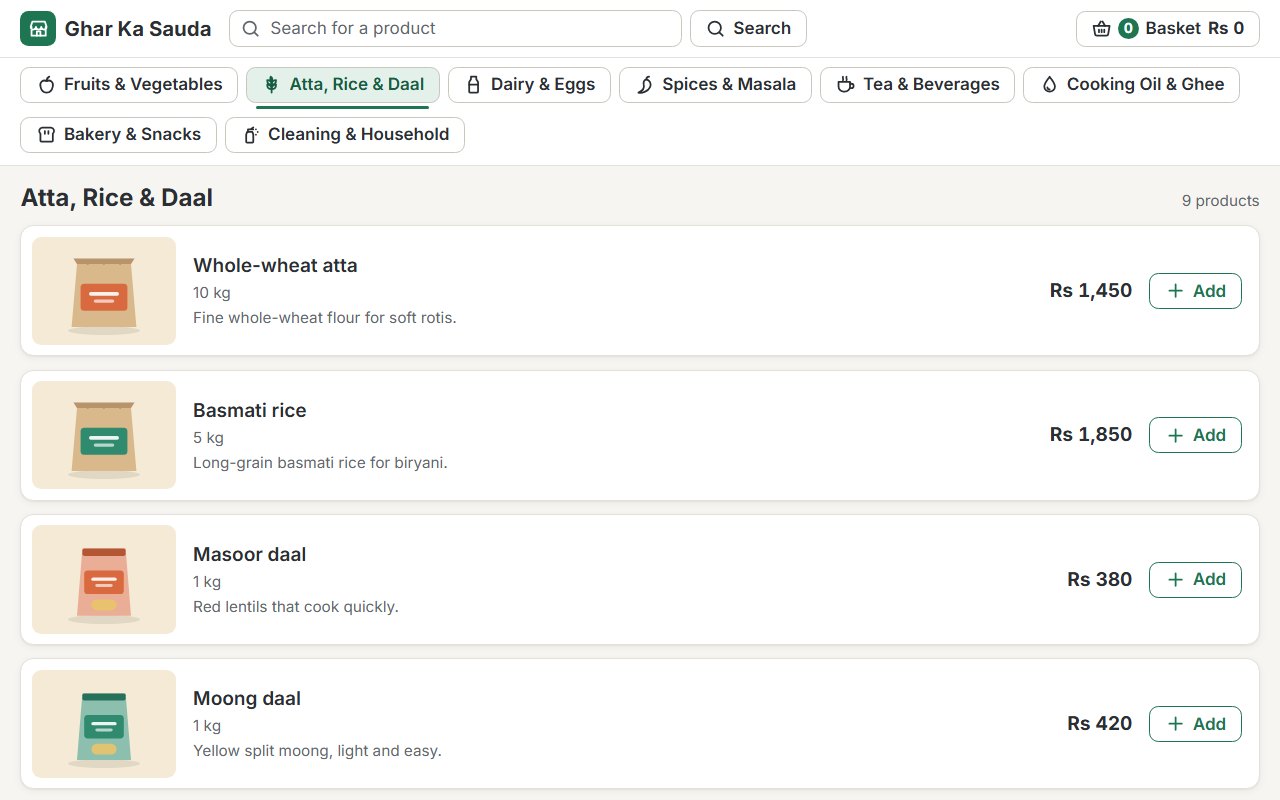 Ghar Ka Sauda
Search for a product
Search
0 Basket Rs 0
Fruits & Vegetables
Atta, Rice & Daal
Dairy & Eggs
Spices & Masala
Tea & Beverages
Cooking Oil & Ghee
Bakery & Snacks
Cleaning & Household
Atta, Rice & Daal
9 products
Whole-wheat atta
10 kg
Fine whole-wheat flour for soft rotis.
Rs 1,450
Add
Basmati rice
5 kg
Long-grain basmati rice for biryani.
Rs 1,850
Add
Masoor daal
1 kg
Red lentils that cook quickly.
Rs 380
Add
Moong daal
1 kg
Yellow split moong, light and easy.
Rs 420
Add